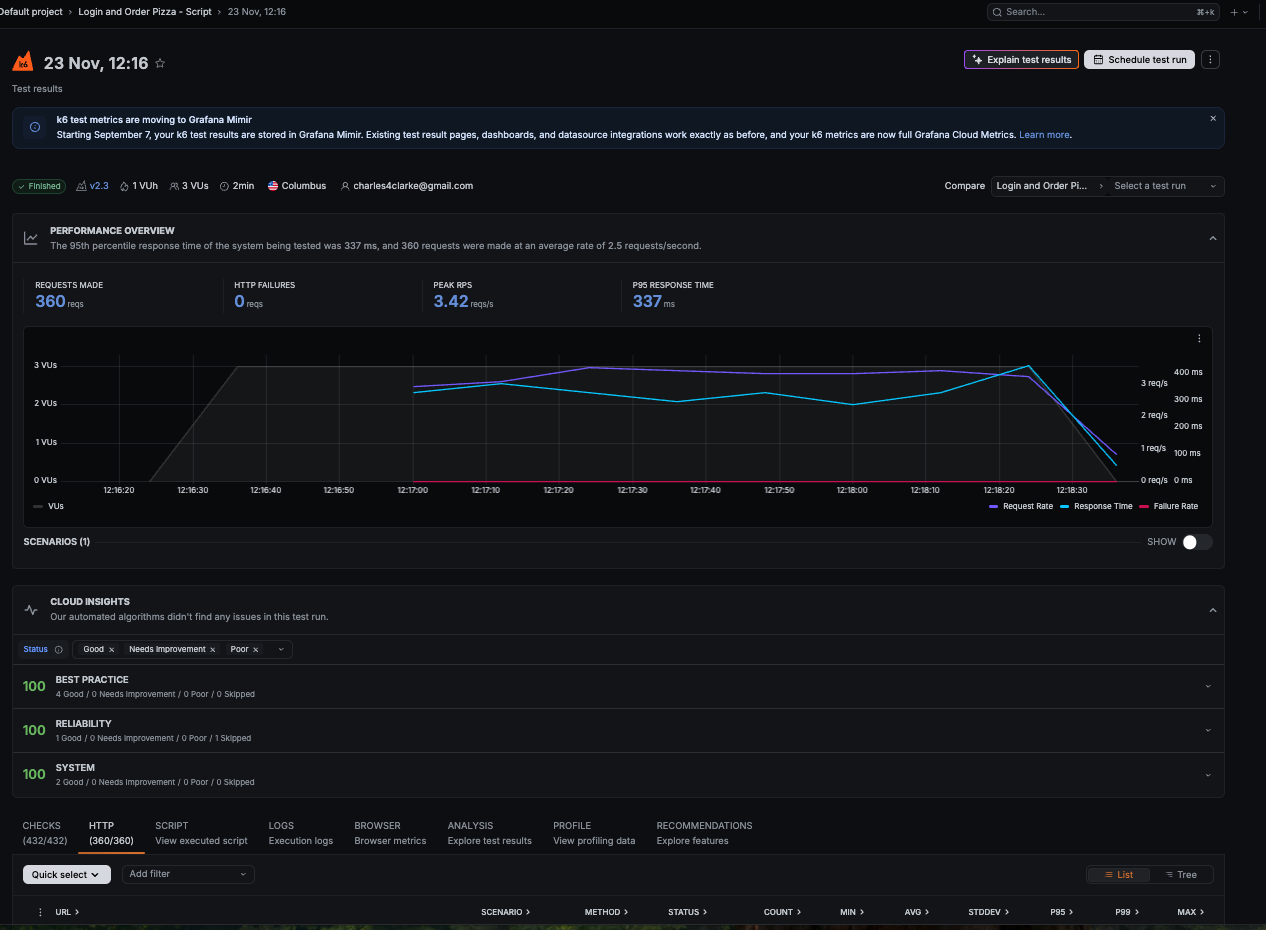 Default project › Login and Order Pizza - Script › 23 Nov, 12:16
Search... ⌘+k
k6
23 Nov, 12:16
Explain test results
Schedule test run
Test results
k6 test metrics are moving to Grafana Mimir
Starting September 7, your k6 test results are stored in Grafana Mimir. Existing test result pages, dashboards, and datasource integrations work exactly as before, and your k6 metrics are now full Grafana Cloud Metrics. Learn more.
Finished v2.3 1 VUh 3 VUs 2min Columbus charles4clarke@gmail.com
Compare Login and Order Pi... › Select a test run
PERFORMANCE OVERVIEW
The 95th percentile response time of the system being tested was 337 ms, and 360 requests were made at an average rate of 2.5 requests/second.
REQUESTS MADE
360 reqs
HTTP FAILURES
0 reqs
PEAK RPS
3.42 reqs/s
P95 RESPONSE TIME
337 ms
3 VUs
2 VUs
1 VUs
0 VUs
3 req/s
2 req/s
1 req/s
0 req/s
400 ms
300 ms
200 ms
100 ms
0 ms
12:16:20 12:16:30 12:16:40 12:16:50 12:17:00 12:17:10 12:17:20 12:17:30 12:17:40 12:17:50 12:18:00 12:18:10 12:18:20 12:18:30
VUs
Request Rate Response Time Failure Rate
SCENARIOS (1)
SHOW
CLOUD INSIGHTS
Our automated algorithms didn't find any issues in this test run.
Status Good × Needs Improvement × Poor ×
100 BEST PRACTICE
4 Good / 0 Needs Improvement / 0 Poor / 0 Skipped
100 RELIABILITY
1 Good / 0 Needs Improvement / 0 Poor / 1 Skipped
100 SYSTEM
2 Good / 0 Needs Improvement / 0 Poor / 0 Skipped
CHECKS
(432/432)
HTTP
(360/360)
SCRIPT
View executed script
LOGS
Execution logs
BROWSER
Browser metrics
ANALYSIS
Explore test results
PROFILE
View profiling data
RECOMMENDATIONS
Explore features
Quick select
Add filter
List
Tree
URL › SCENARIO › METHOD › STATUS › COUNT › MIN › AVG › STDDEV › P95 › P99 › MAX ›